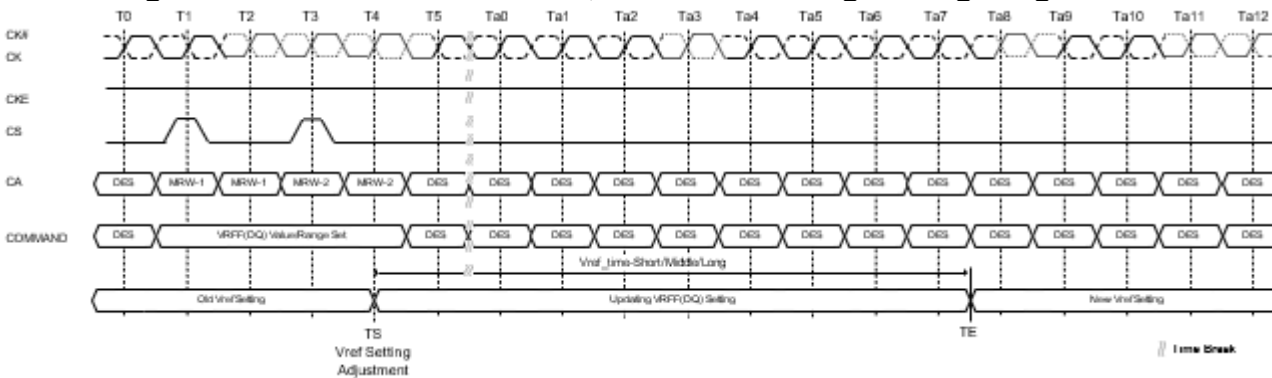 T0 T1 T2 T3 T4 T5 Ta0 Ta1 Ta2 Ta3 Ta4 Ta5 Ta6 Ta7 Ta8 Ta9 Ta10 Ta11 Ta12
CK#
CK
CKE
CS
CA DES MRW-1 MRW-1 MRW-2 MRW-2 DES DES DES DES DES DES DES DES DES DES DES DES DES DES
COMMAND DES VRFF(DQ) Value/Range Set DES DES DES DES DES DES DES DES DES DES DES DES DES DES
Vref_time-Short/Middle/Long
Old Vref Setting Updating VRFF(DQ) Setting New Vref Setting
TS TE
Vref Setting
Adjustment
Time Break